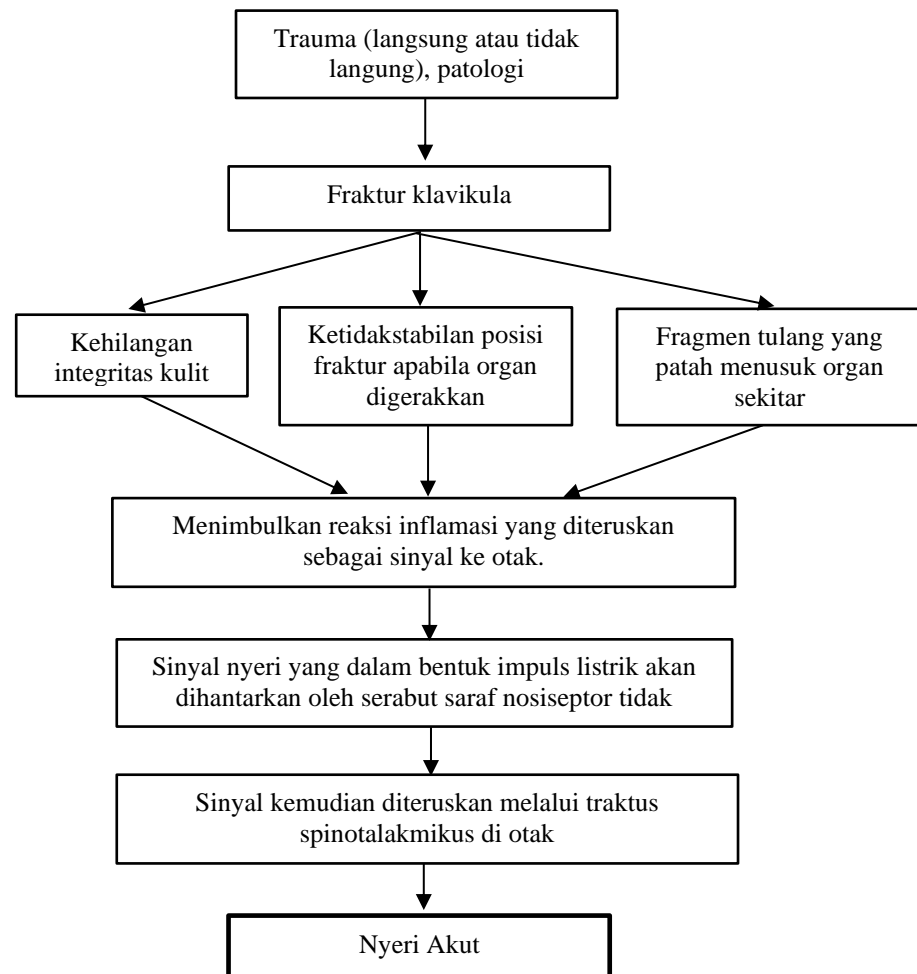 Trauma (langsung atau tidak
langung), patologi
Fraktur klavikula
Kehilangan
integritas kulit
Ketidakstabilan posisi
fraktur apabila organ
digerakkan
Fragmen tulang yang
patah menusuk organ
sekitar
Menimbulkan reaksi inflamasi yang diteruskan
sebagai sinyal ke otak.
Sinyal nyeri yang dalam bentuk impuls listrik akan
dihantarkan oleh serabut saraf nosiseptor tidak
Sinyal kemudian diteruskan melalui traktus
spinotalakmikus di otak
Nyeri Akut